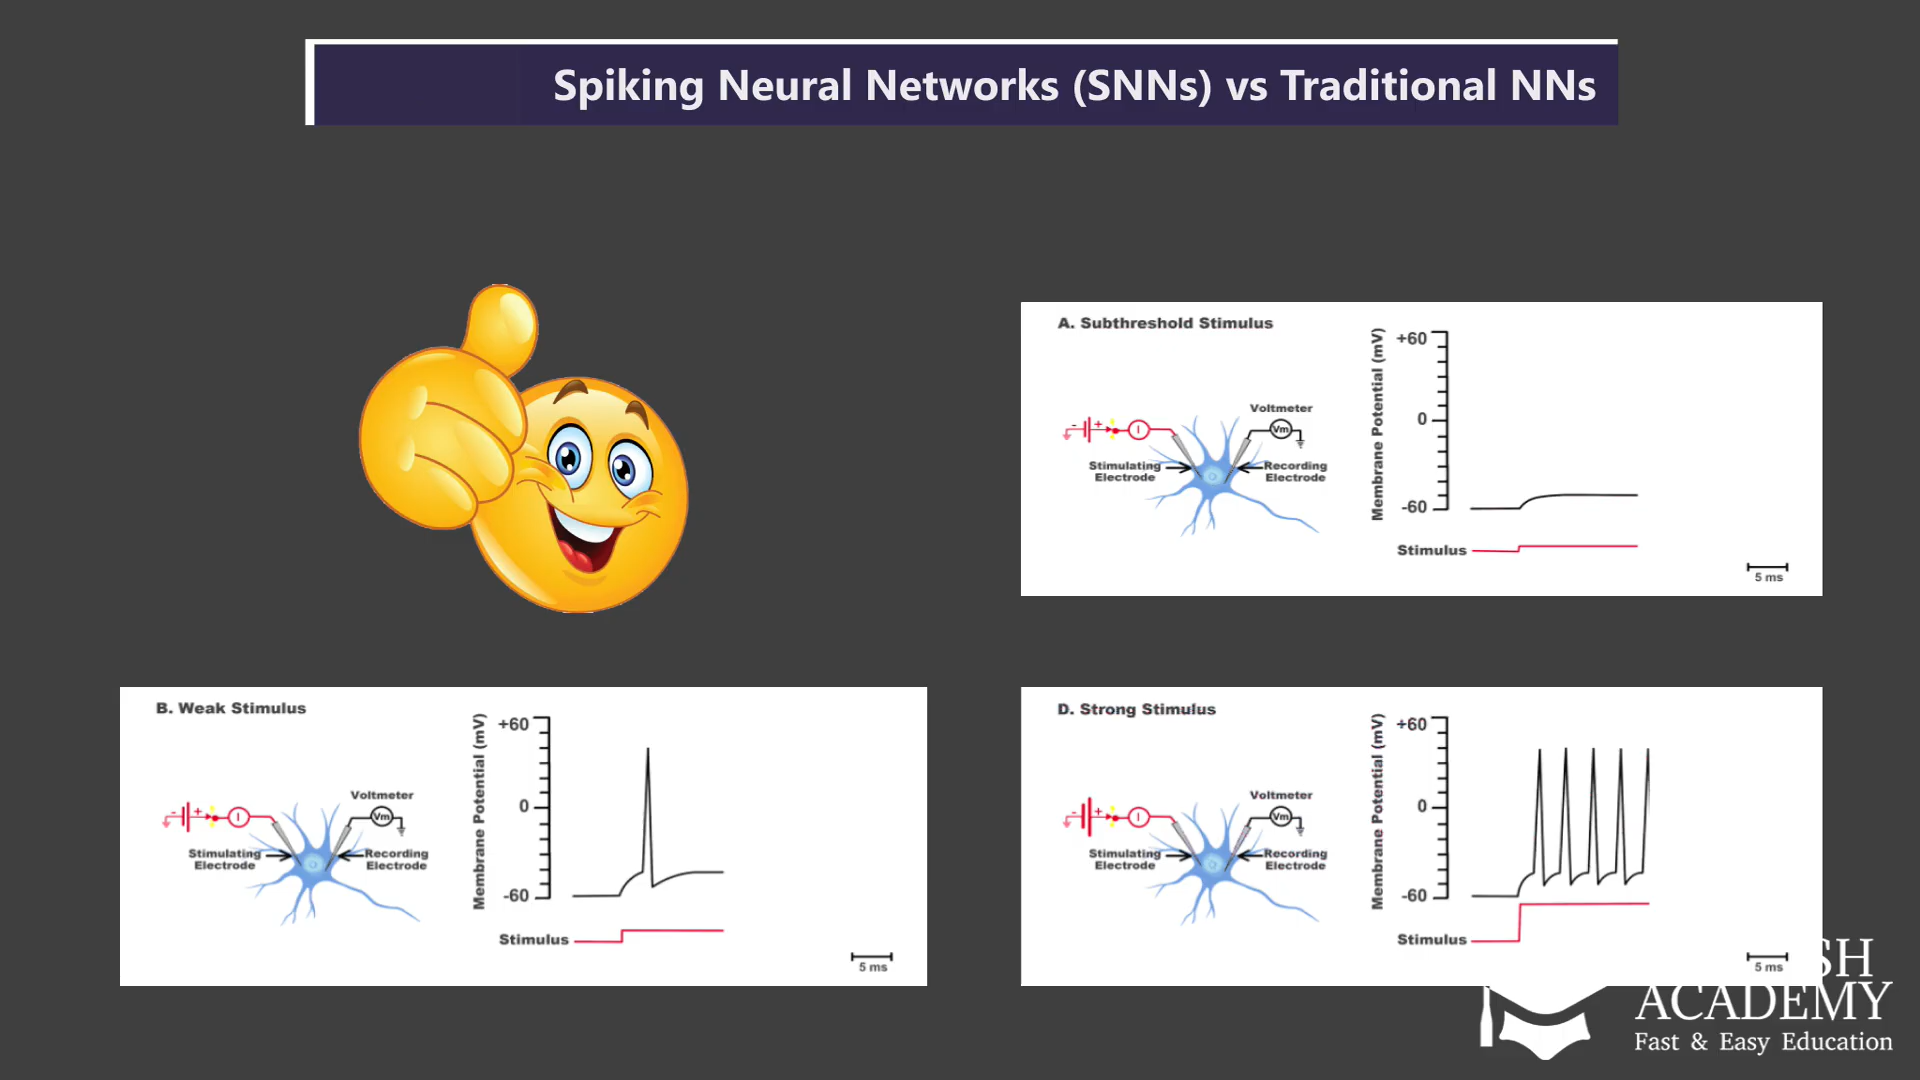 Spiking Neural Networks (SNNs) vs Traditional NNs
A. Subthreshold Stimulus
Membrane Potential (mV)
+60
0
-60
Voltmeter
- +
I
Vm
Stimulating
Electrode
Recording
Electrode
Stimulus
5 ms
B. Weak Stimulus
Membrane Potential (mV)
+60
0
-60
Voltmeter
- +
I
Vm
Stimulating
Electrode
Recording
Electrode
Stimulus
5 ms
D. Strong Stimulus
Membrane Potential (mV)
+60
0
-60
Voltmeter
- +
I
Vm
Stimulating
Electrode
Recording
Electrode
Stimulus
5 ms
ACADEMY
Fast & Easy Education